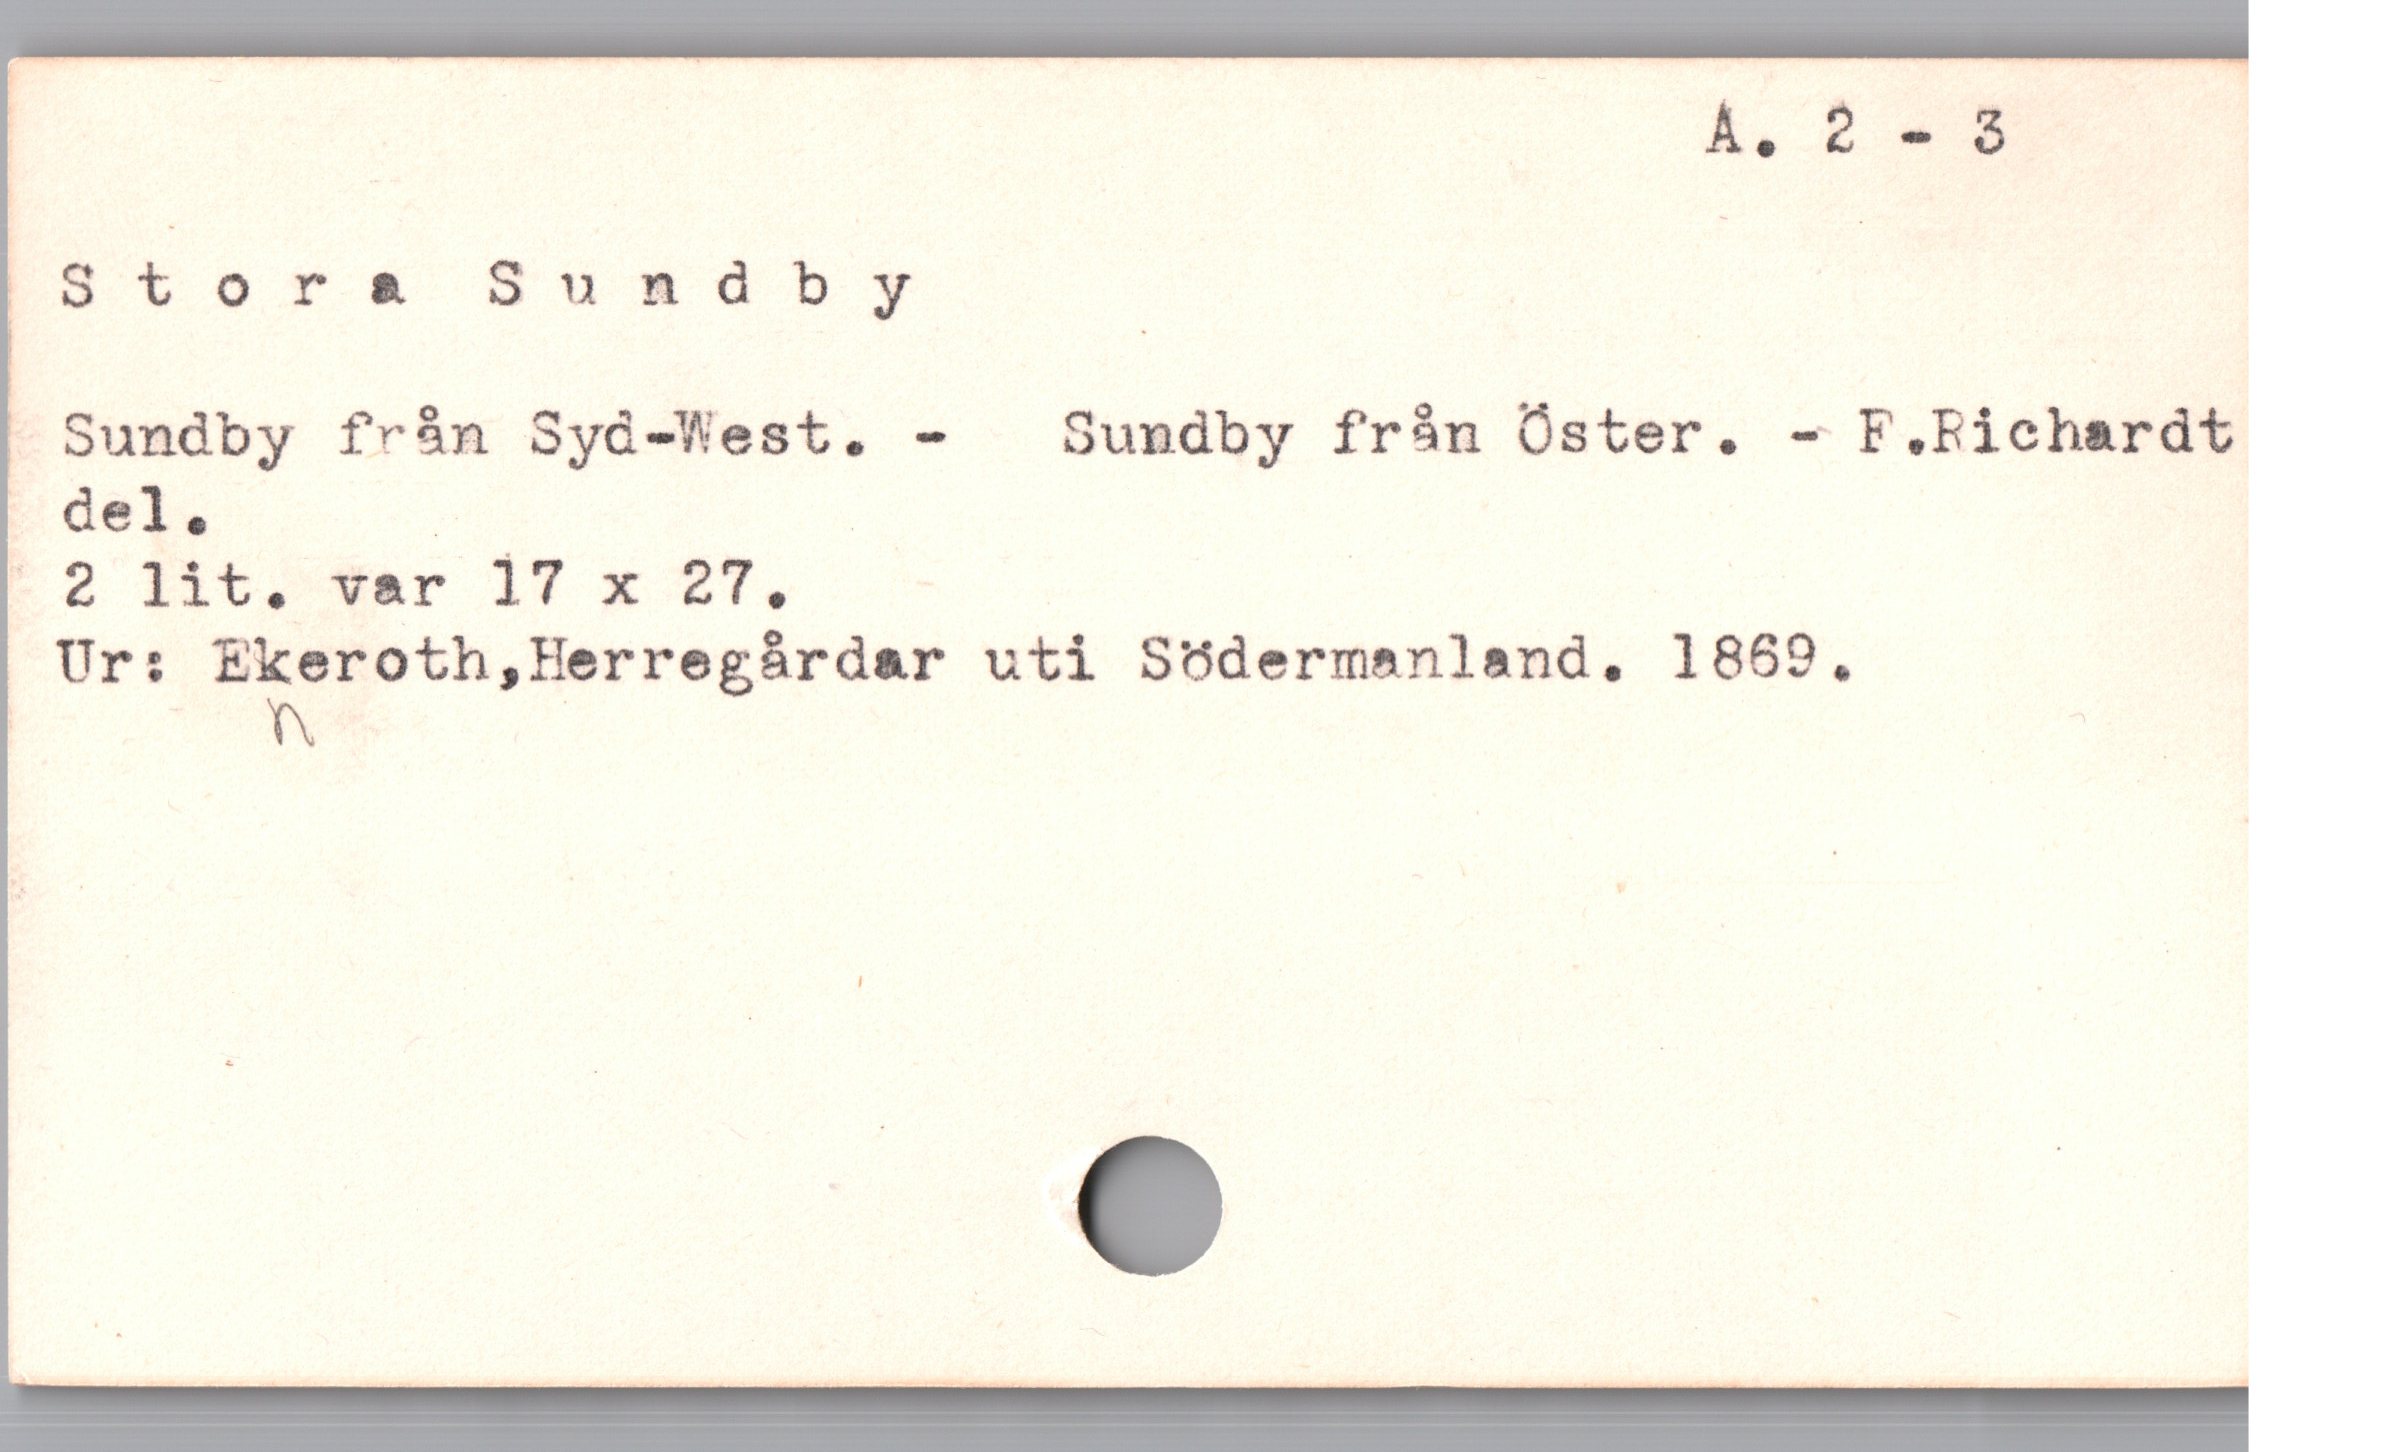 A. 2 - 3
S t o r a  S u n d b y
Sundby från Syd-West. -   Sundby från Öster. - F.Richardt
del.
2 lit. var 17 x 27.
Ur: Ekeroth,Herregårdar uti Södermanland. 1869.
n